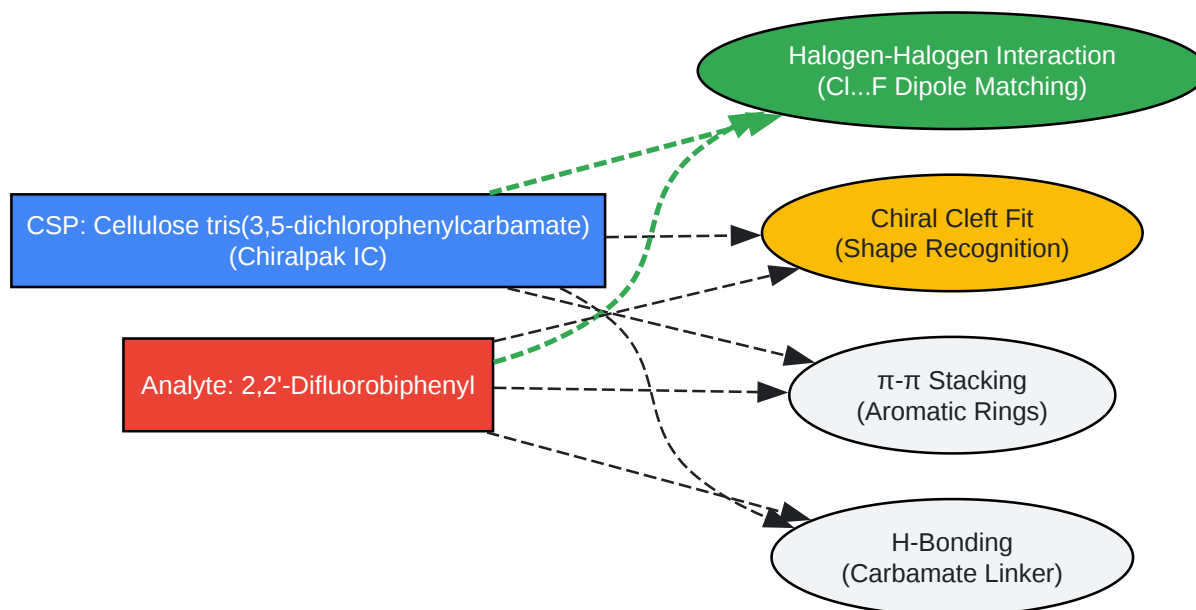 Halogen-Halogen Interaction
(Cl...F Dipole Matching)
CSP: Cellulose tris(3,5-dichlorophenylcarbamate)
(Chiralpak IC)
Chiral Cleft Fit
(Shape Recognition)
Analyte: 2,2'-Difluorobiphenyl
π-π Stacking
(Aromatic Rings)
H-Bonding
(Carbamate Linker)